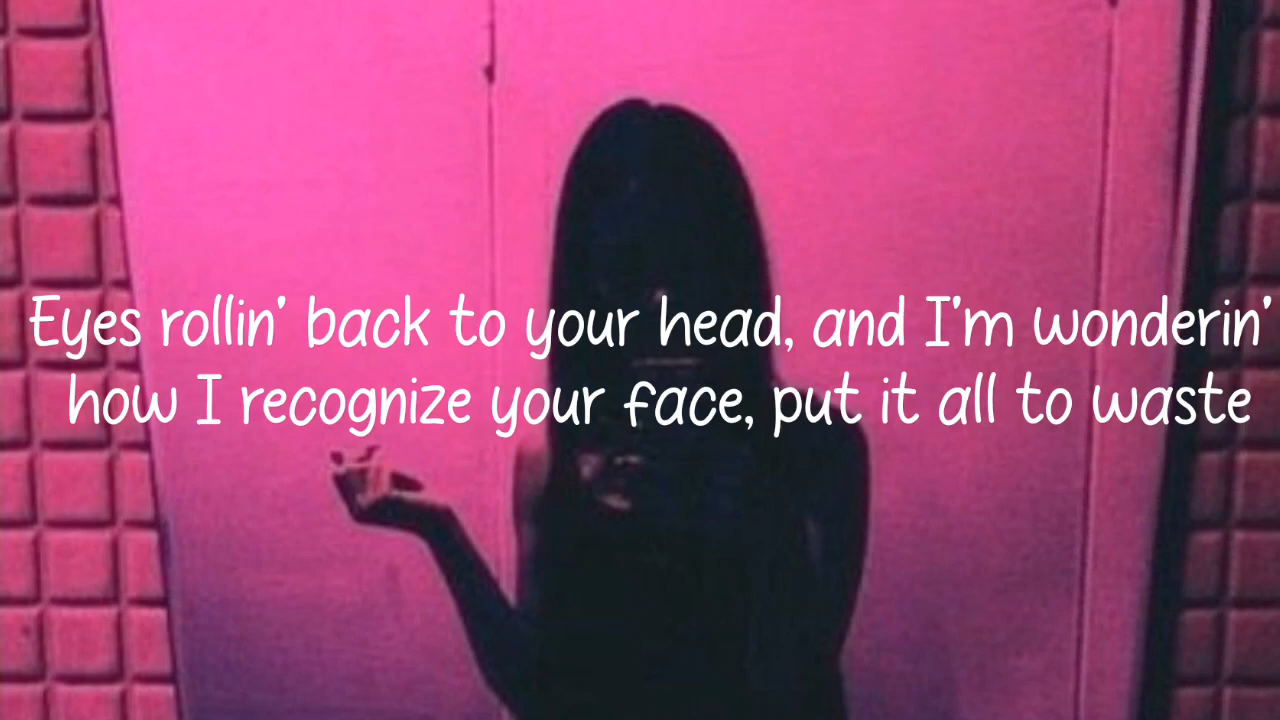 Eyes rollin' back to your head, and I'm wonderin'
how I recognize your face, put it all to waste